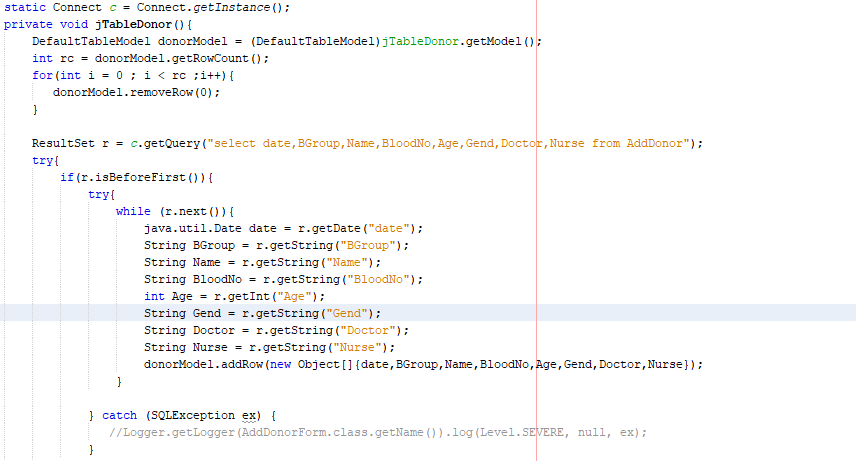 static Connect c = Connect.getInstance();
private void jTableDonor(){
DefaultTableModel donorModel = (DefaultTableModel)jTableDonor.getModel();
int rc = donorModel.getRowCount();
for(int i = 0 ; i < rc ;i++){
donorModel.removeRow(0);
}
ResultSet r = c.getQuery("select date,BGroup,Name,BloodNo,Age,Gend,Doctor,Nurse from AddDonor");
try{
if(r.isBeforeFirst()){
try{
while (r.next()){
java.util.Date date = r.getDate("date");
String BGroup = r.getString("BGroup");
String Name = r.getString("Name");
String BloodNo = r.getString("BloodNo");
int Age = r.getInt("Age");
String Gend = r.getString("Gend");
String Doctor = r.getString("Doctor");
String Nurse = r.getString("Nurse");
donorModel.addRow(new Object[]{date,BGroup,Name,BloodNo,Age,Gend,Doctor,Nurse});
}
} catch (SQLException ex) {
//Logger.getLogger(AddDonorForm.class.getName()).log(Level.SEVERE, null, ex);
}